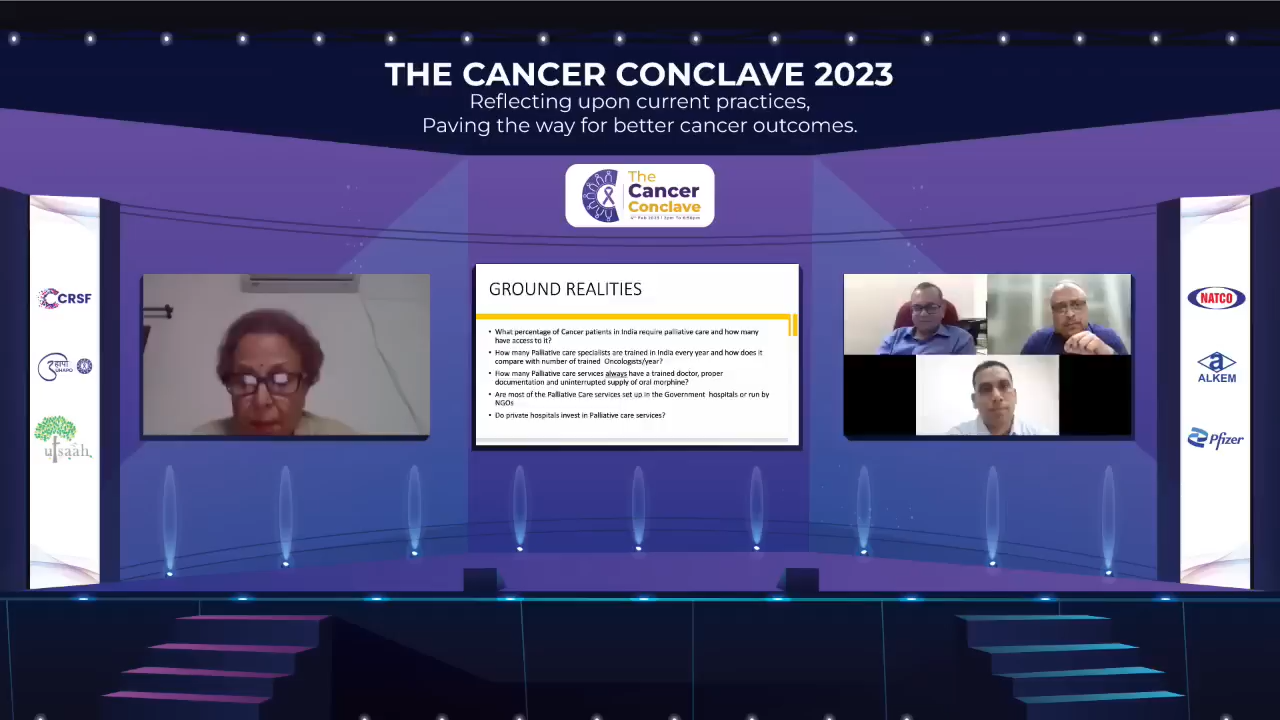 THE CANCER CONCLAVE 2023
Reflecting upon current practices,
Paving the way for better cancer outcomes.
The
Cancer
Conclave
GROUND REALITIES
• What percentage of Cancer patients in India require palliative care and how many
have access to it?
• How many Palliative care specialists are trained in India every year and how does it
compare with number of trained Oncologists/year?
• How many Palliative care services always have a trained doctor, proper
documentation and uninterrupted supply of oral morphine?
• Are most of the Palliative Care services set up in the Government hospitals or run by
NGOs
• Do private hospitals invest in Palliative care services?
CRSF
utsaah
NATCO
ALKEM
Pfizer